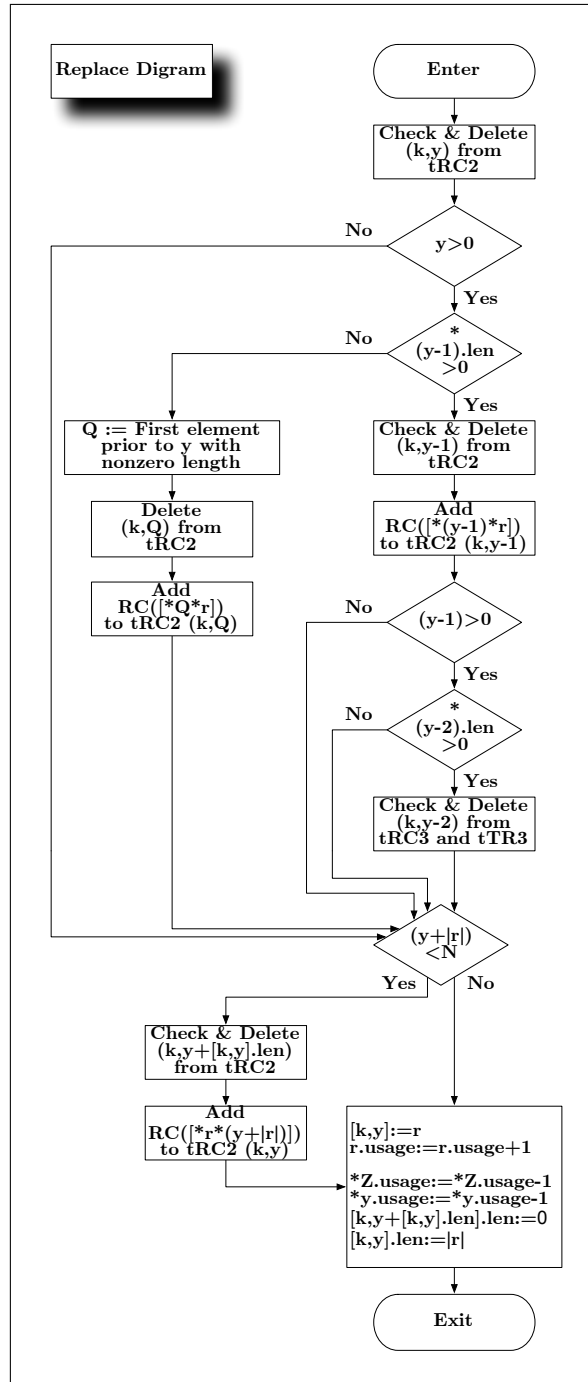 Replace Digram
Enter
Check & Delete
(k,y) from
tRC2
No
y>0
Yes
No
*
(y-1).len
>0
Yes
Q := First element
prior to y with
nonzero length
Check & Delete
(k,y-1) from
tRC2
Delete
(k,Q) from
tRC2
Add
RC([*(y-1)*r])
to tRC2 (k,y-1)
Add
RC([*Q*r])
to tRC2 (k,Q)
No
(y-1)>0
Yes
No
*
(y-2).len
>0
Yes
Check & Delete
(k,y-2) from
tRC3 and tTR3
(y+|r|)
<N
Yes
No
Check & Delete
(k,y+[k,y].len)
from tRC2
Add
RC([*r*(y+|r|)])
to tRC2 (k,y)
[k,y]:=r
r.usage:=r.usage+1
*Z.usage:=*Z.usage-1
*y.usage:=*y.usage-1
[k,y+[k,y].len].len:=0
[k,y].len:=|r|
Exit